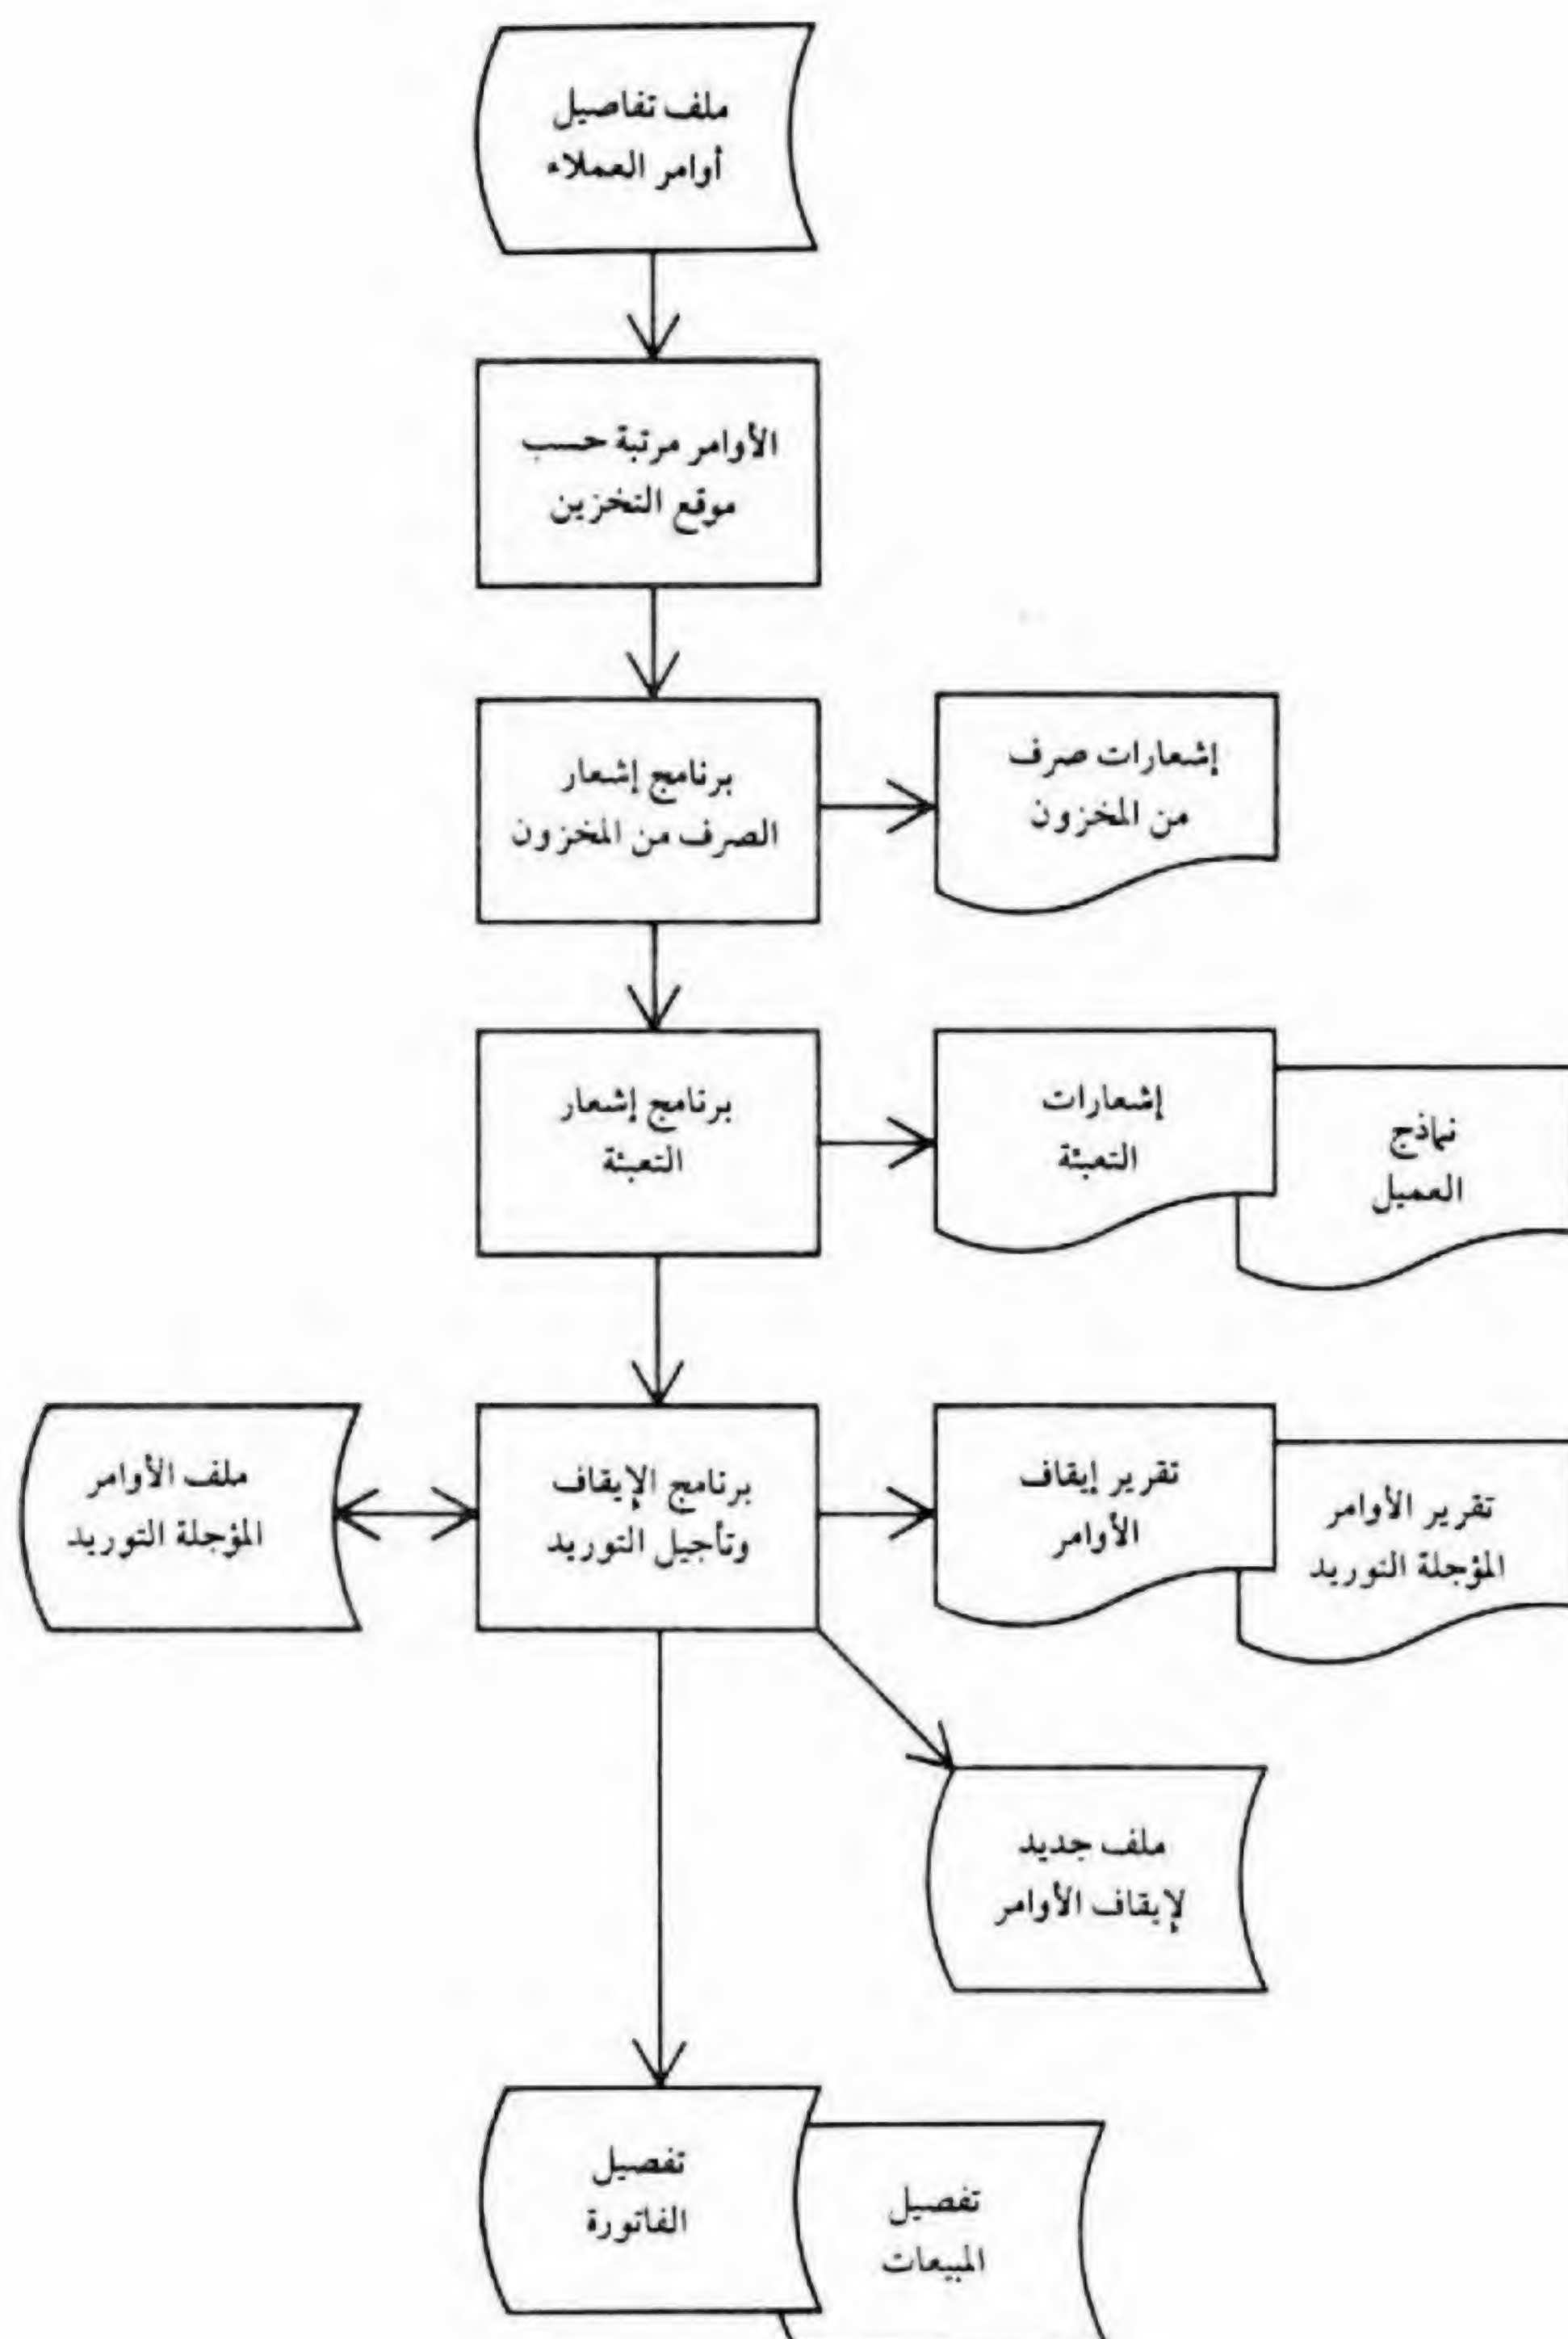 ملف تفاصيل
أوامر العملاء
الأوامر مرتبة حسب
موقع التخزين
برنامج إشعار
الصرف من المخزون
إشعارات صرف
من المخزون
برنامج إشعار
التعبئة
إشعارات
التعبئة
نماذج
العميل
ملف الأوامر
المؤجلة التوريد
برنامج الإيقاف
وتأجيل التوريد
تقرير إيقاف
الأوامر
تقرير الأوامر
المؤجلة التوريد
ملف جديد
لإيقاف الأوامر
تفصيل
الفاتورة
تفصيل
المبيعات